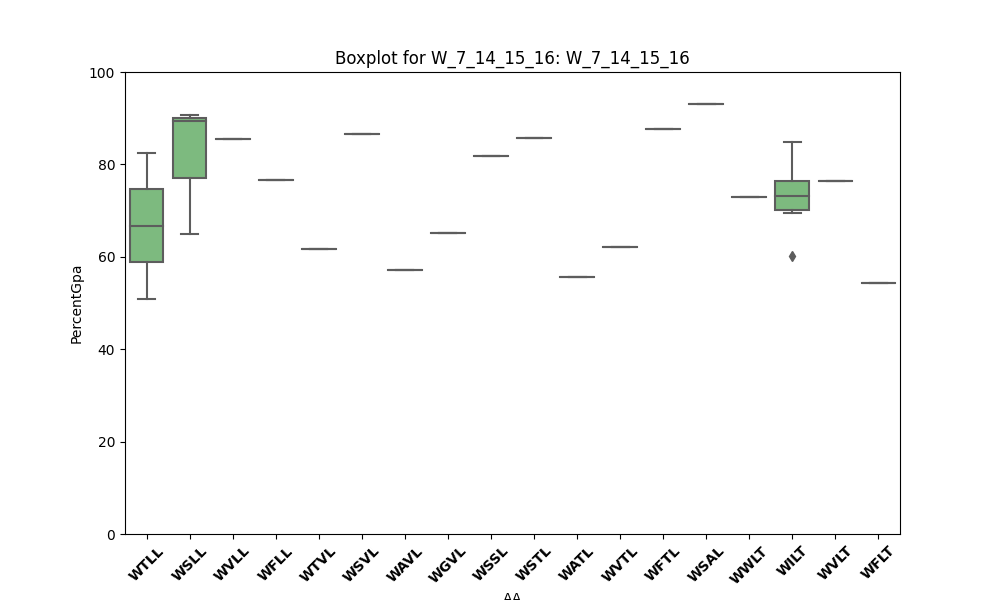 Boxplot for W_7_14_15_16: W_7_14_15_16
100
80
60
40
20
0
PercentGpa
WTLL WSLL WVLL WFLL WTVL WSVL WAVL WGVL WSSL WSTL WATL WVTL WFTL WSAL WWLT WILT WVLT WFLT
AA